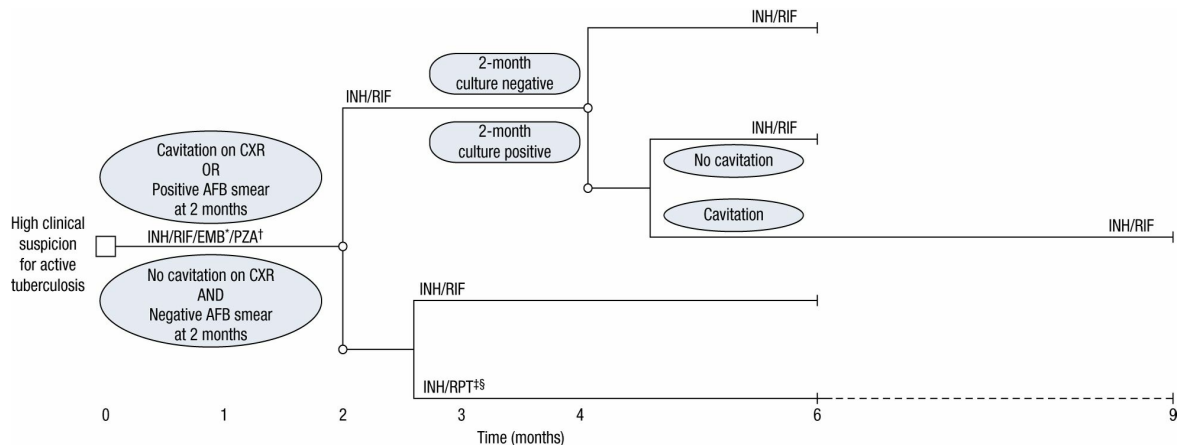 INH/RIF
2-month
culture negative
INH/RIF
2-month
culture positive
INH/RIF
No cavitation
Cavitation
INH/RIF
Cavitation on CXR
OR
Positive AFB smear
at 2 months
High clinical
suspicion
for active
tuberculosis
INH/RIF/EMB*/PZA†
No cavitation on CXR
AND
Negative AFB smear
at 2 months
INH/RIF
INH/RPT‡§
0 1 2 3 4 6 9
Time (months)